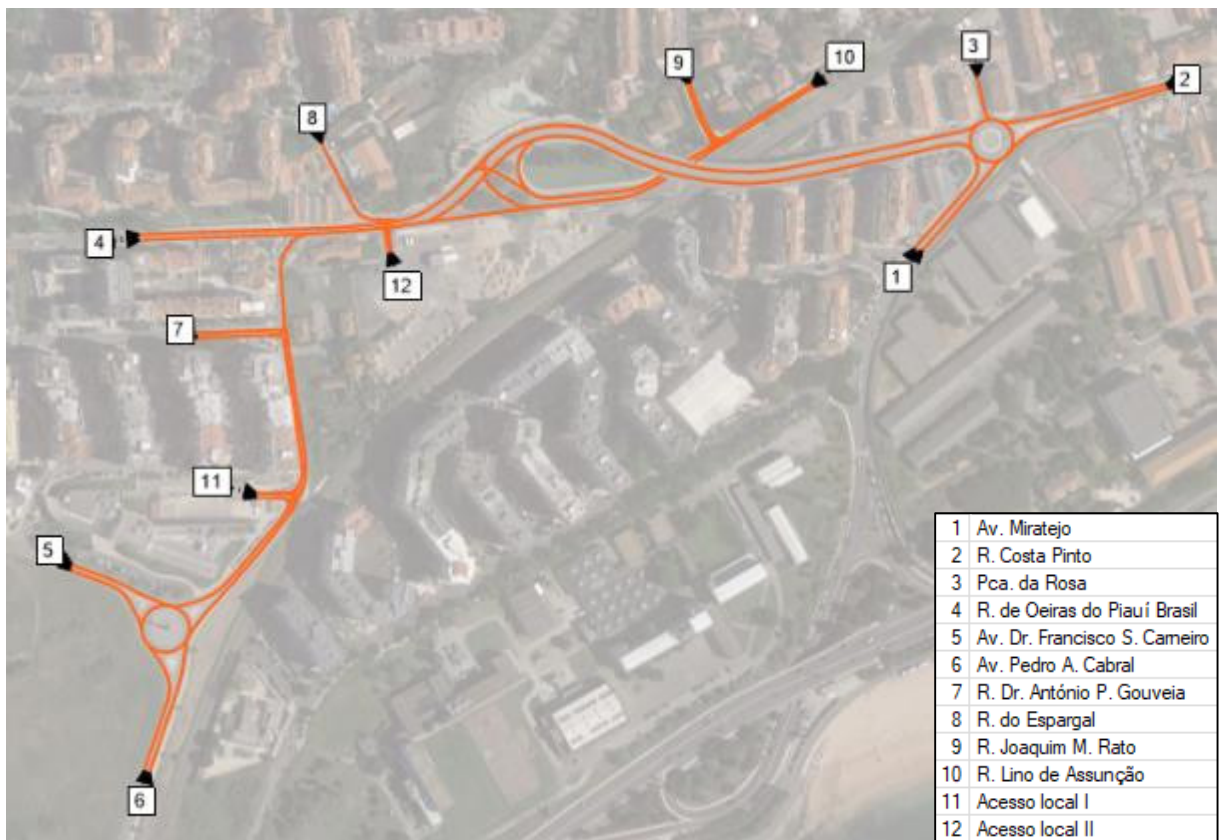 3
10
9
2
8
4
1
12
7
11
5
6
1 Av. Miratejo
2 R. Costa Pinto
3 Pca. da Rosa
4 R. de Oeiras do Piauí Brasil
5 Av. Dr. Francisco S. Carneiro
6 Av. Pedro A. Cabral
7 R. Dr. António P. Gouveia
8 R. do Espargal
9 R. Joaquim M. Rato
10 R. Lino de Assunção
11 Acesso local I
12 Acesso local II